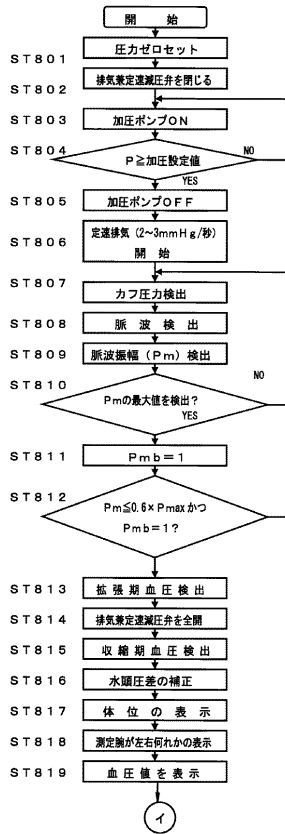 開 始
ST801
圧力ゼロセット
ST802
排気兼定速減圧弁を閉じる
ST803
加圧ポンプON
ST804
P≧加圧設定値
NO
YES
ST805
加圧ポンプOFF
ST806
定速排気(2~3mmHg/秒)
開 始
ST807
カフ圧力検出
ST808
脈 波 検 出
ST809
脈波振幅(Pm)検出
ST810
NO
Pmの最大値を検出?
YES
ST811
Pmb=1
ST812
Pm≦0.6×Pmaxかつ
Pmb=1?
ST813
拡張期血圧検出
ST814
排気兼定速減圧弁を全開
ST815
収縮期血圧検出
ST816
水頭圧差の補正
ST817
体 位 の 表 示
ST818
測定腕が左右何れかの表示
ST819
血圧値を表示
イ